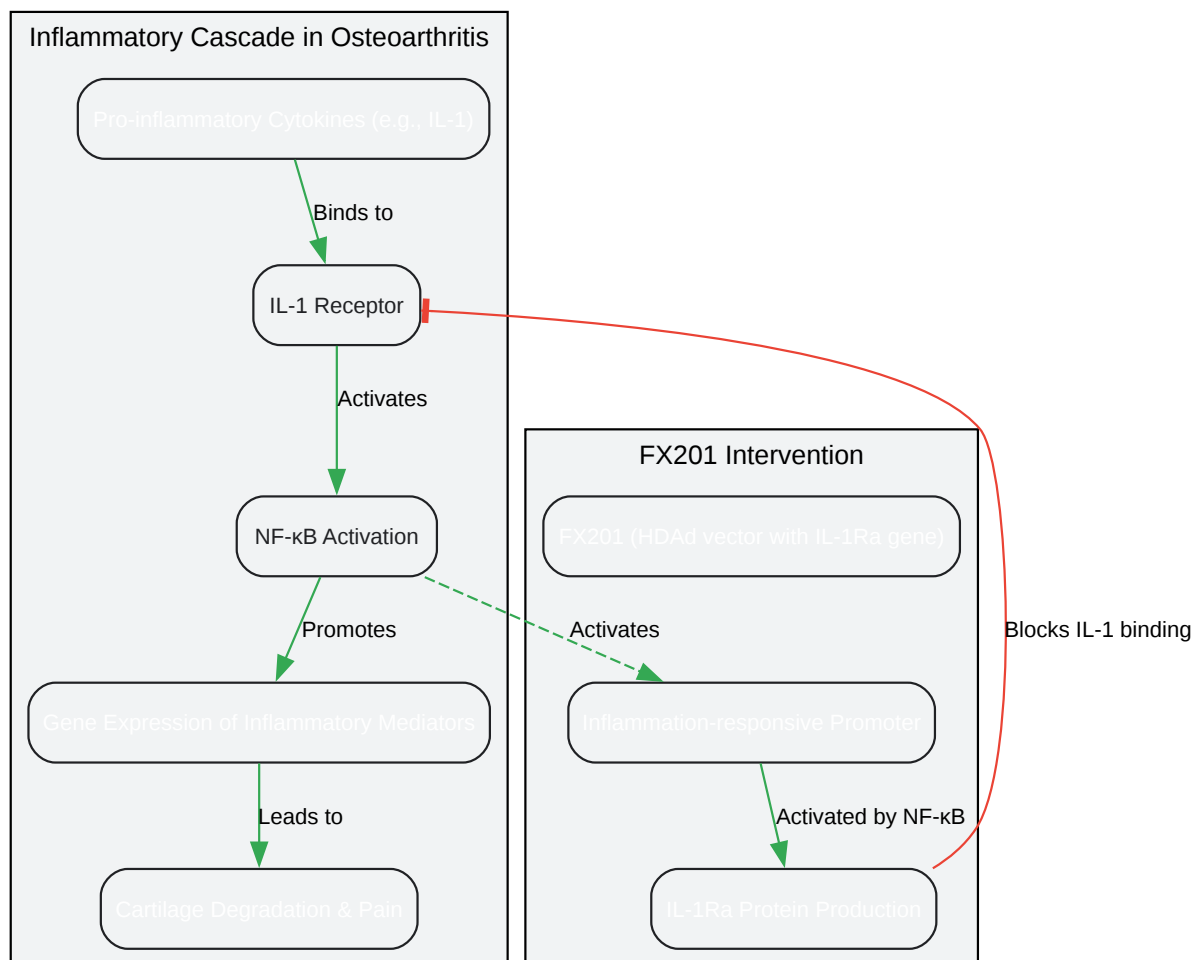 Inflammatory Cascade in Osteoarthritis
Pro-inflammatory Cytokines (e.g., IL-1)
Binds to
IL-1 Receptor
Activates
NF-κB Activation
Promotes
Gene Expression of Inflammatory Mediators
Leads to
Cartilage Degradation & Pain
FX201 Intervention
FX201 (HDAd vector with IL-1Ra gene)
Activates
Inflammation-responsive Promoter
Activated by NF-κB
IL-1Ra Protein Production
Blocks IL-1 binding